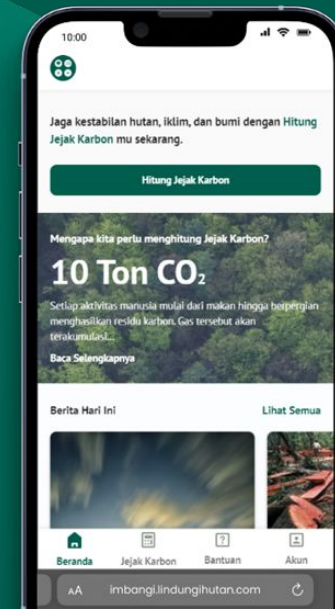 10:00
Jaga kestabilan hutan, iklim, dan bumi dengan Hitung
Jejak Karbon mu sekarang.
Hitung Jejak Karbon
Mengapa kita perlu menghitung Jejak Karbon?
10 Ton CO₂
Setiap aktivitas manusia mulai dari makan hingga berpergian
menghasilkan residu karbon. Gas tersebut akan
terakumulasi...
Baca Selengkapnya
Berita Hari Ini Lihat Semua
Beranda Jejak Karbon Bantuan Akun
AA imbangi.lindungihutan.com